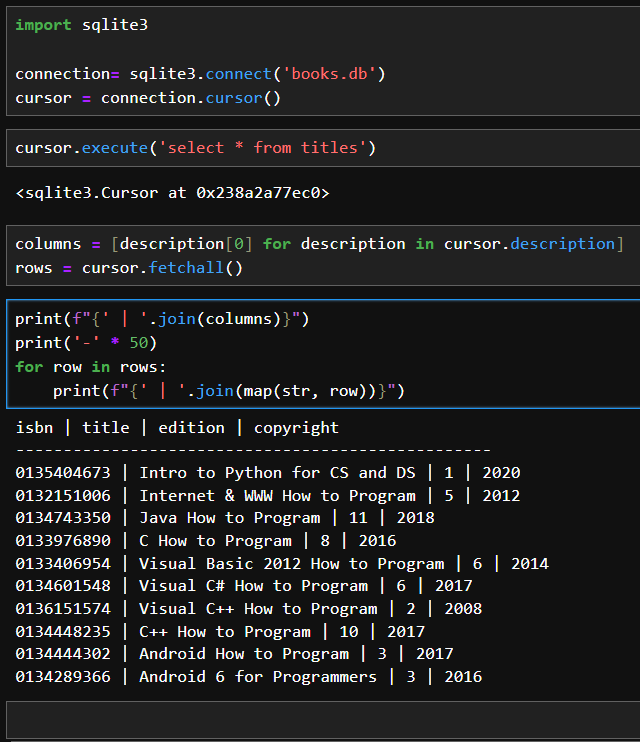 import sqlite3
connection= sqlite3.connect('books.db')
cursor = connection.cursor()
cursor.execute('select * from titles')
<sqlite3.Cursor at 0x238a2a77ec0>
columns = [description[0] for description in cursor.description]
rows = cursor.fetchall()
print(f"{' | '.join(columns)}")
print('-' * 50)
for row in rows:
    print(f"{' | '.join(map(str, row))}")
isbn | title | edition | copyright
--------------------------------------------------
0135404673 | Intro to Python for CS and DS | 1 | 2020
0132151006 | Internet & WWW How to Program | 5 | 2012
0134743350 | Java How to Program | 11 | 2018
0133976890 | C How to Program | 8 | 2016
0133406954 | Visual Basic 2012 How to Program | 6 | 2014
0134601548 | Visual C# How to Program | 6 | 2017
0136151574 | Visual C++ How to Program | 2 | 2008
0134448235 | C++ How to Program | 10 | 2017
0134444302 | Android How to Program | 3 | 2017
0134289366 | Android 6 for Programmers | 3 | 2016